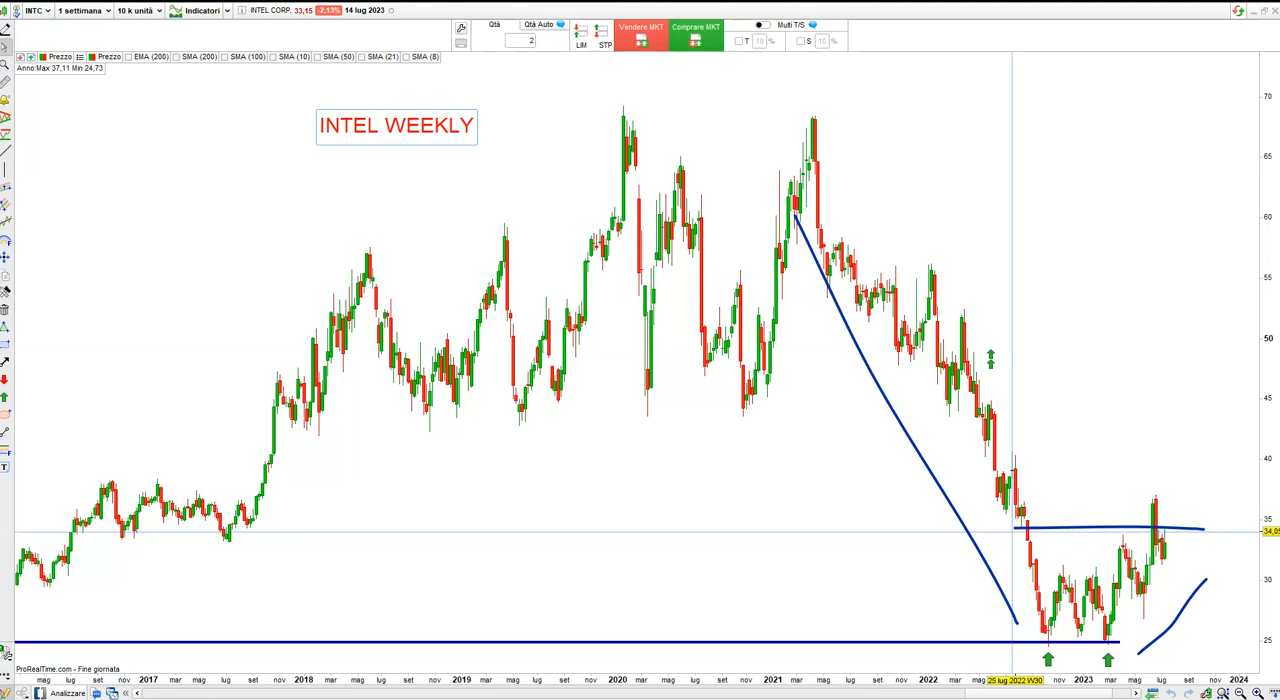 INTC 1 settimana 10 k unità Indicatori INTEL CORP. 33,15 -2,13% 14 lug 2023
Qtà Qtà Auto
2
LIM STP
Vendere MKT Comprare MKT
Multi T/S
T 10 % S 10 %
Prezzo Prezzo EMA (200) SMA (200) SMA (100) SMA (10) SMA (50) SMA (21) SMA (8)
Anno:Max 37,11 Min 24,73
INTEL WEEKLY
70
65
60
55
50
45
40
35
34,05
30
25
ProRealTime.com - Fine giornata
mag lug set nov 2017 mar mag lug set nov 2018 mar mag lug set nov 2019 mar mag lug set nov 2020 mar mag lug set nov 2021 mar mag lug set nov 2022 mar mag 25 lug 2022 W30 nov 2023 mar mag lug set nov 2024
Analizzare